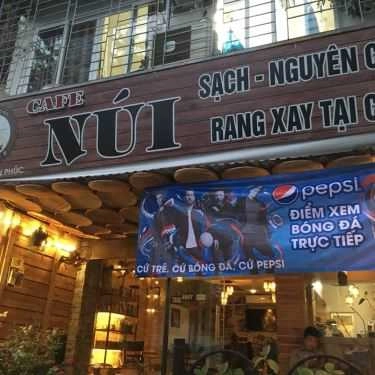 CAFE
NÚI
SẠCH - NGUYÊN
RANG XAY TẠI
PHÚC
pepsi
ĐIỂM XEM
BÓNG ĐÁ
TRỰC TIẾP
CỨ TRẺ, CỨ BÓNG ĐÁ, CỨ PEPSI